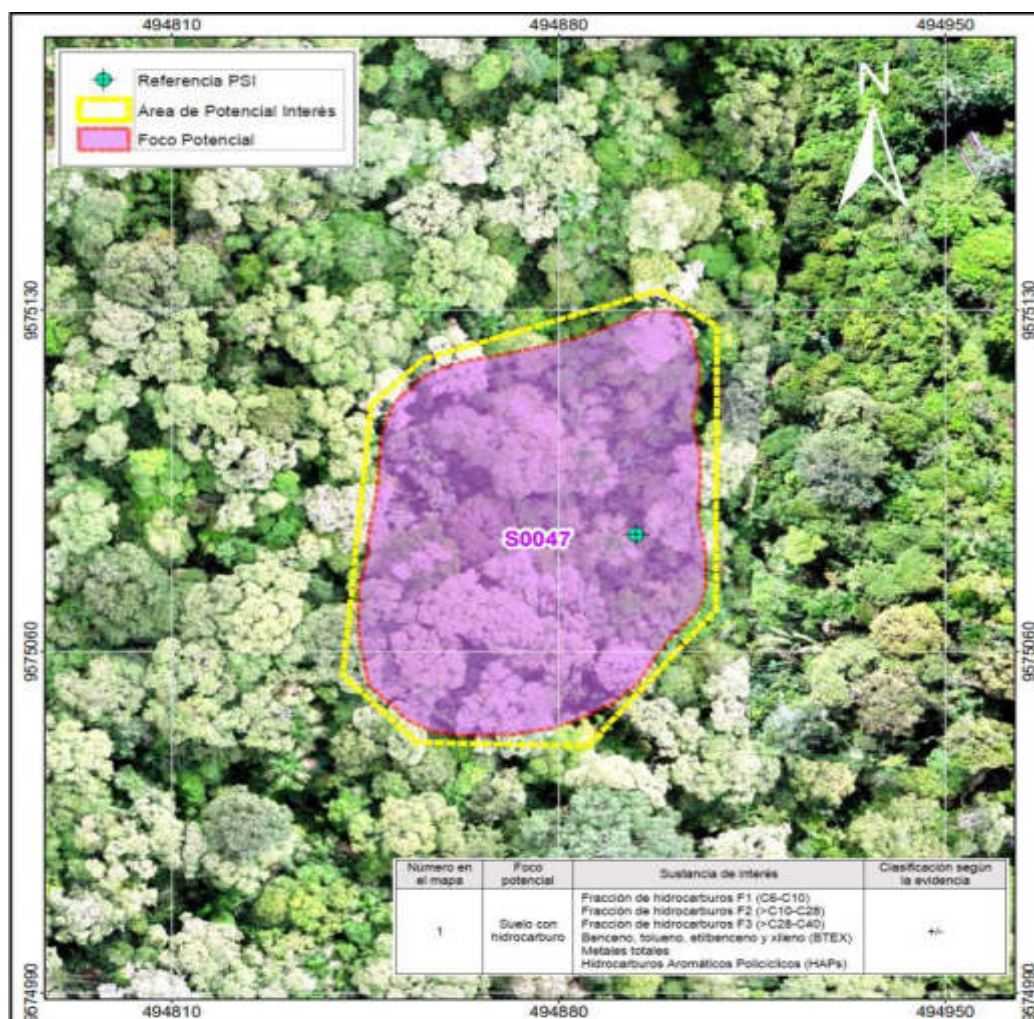 494810 494880 494950
Referencia PSI
Área de Potencial Interés
Foco Potencial
N
9575130 9575130
S0047
9575060 9575060
Número en el mapa Foco potencial Sustancia de interés Clasificación según la evidencia
1 Suelo con hidrocarburo
Fracción de hidrocarburos F1 (C6-C10)
Fracción de hidrocarburos F2 (>C10-C28)
Fracción de hidrocarburos F3 (>C28-C40)
Benceno, tolueno, etilbenceno y xileno (BTEX)
Metales totales
Hidrocarburos Aromáticos Policíclicos (HAPs)
+/-
9574990 9574990
494810 494880 494950